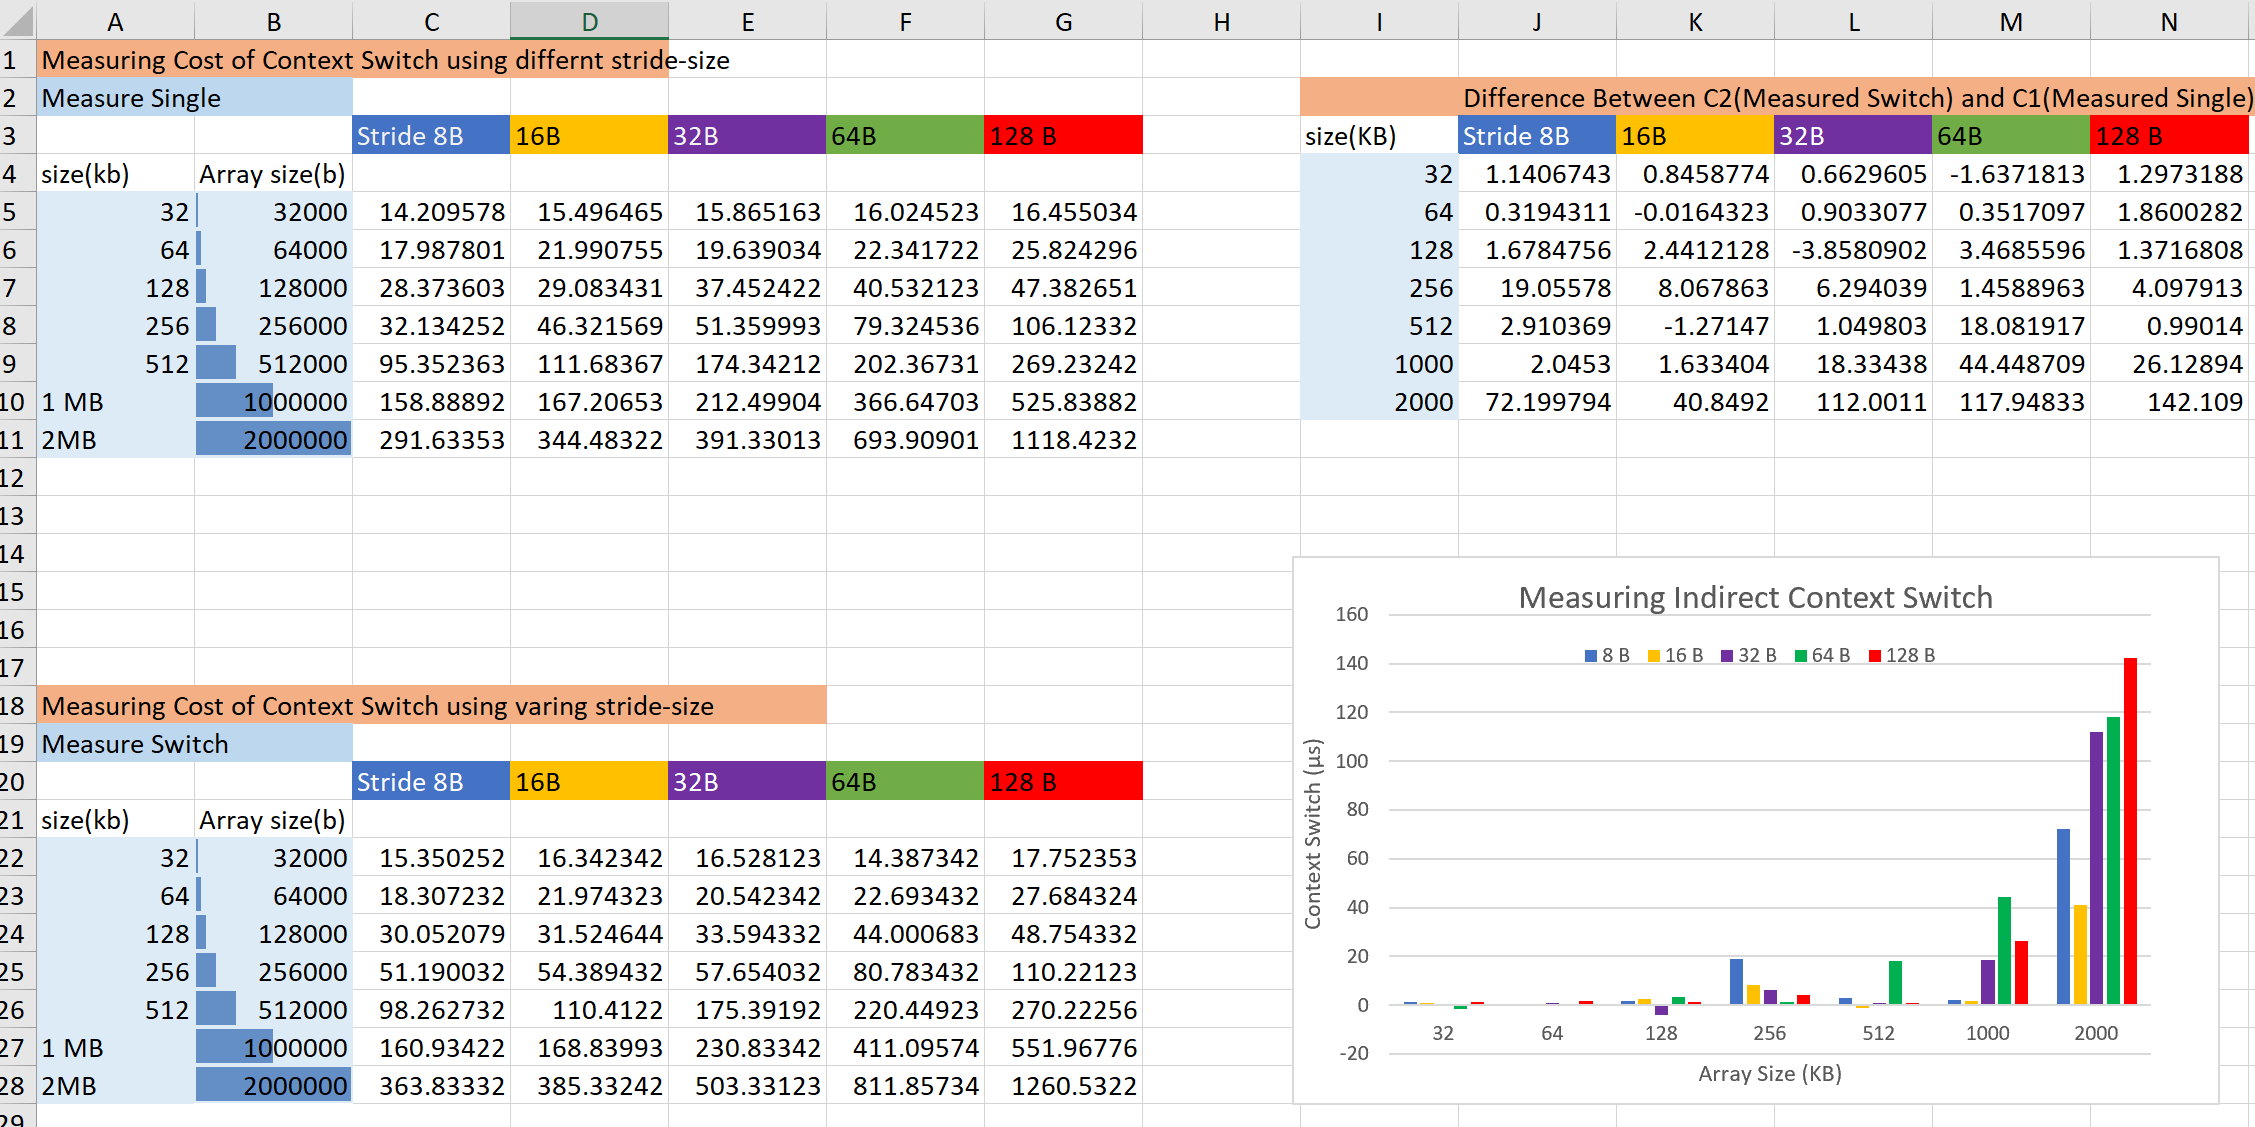 A B C D E F G H I J K L M N
1 Measuring Cost of Context Switch using differnt stride-size
2 Measure Single Difference Between C2(Measured Switch) and C1(Measured Single)
3 Stride 8B 16B 32B 64B 128 B size(KB) Stride 8B 16B 32B 64B 128 B
4 size(kb) Array size(b) 32 1.1406743 0.8458774 0.6629605 -1.6371813 1.2973188
5 32 32000 14.209578 15.496465 15.865163 16.024523 16.455034 64 0.3194311 -0.0164323 0.9033077 0.3517097 1.8600282
6 64 64000 17.987801 21.990755 19.639034 22.341722 25.824296 128 1.6784756 2.4412128 -3.8580902 3.4685596 1.3716808
7 128 128000 28.373603 29.083431 37.452422 40.532123 47.382651 256 19.05578 8.067863 6.294039 1.4588963 4.097913
8 256 256000 32.134252 46.321569 51.359993 79.324536 106.12332 512 2.910369 -1.27147 1.049803 18.081917 0.99014
9 512 512000 95.352363 111.68367 174.34212 202.36731 269.23242 1000 2.0453 1.633404 18.33438 44.448709 26.12894
10 1 MB 1000000 158.88892 167.20653 212.49904 366.64703 525.83882 2000 72.199794 40.8492 112.0011 117.94833 142.109
11 2MB 2000000 291.63353 344.48322 391.33013 693.90901 1118.4232
12
13
14
15
16
17
18 Measuring Cost of Context Switch using varing stride-size
19 Measure Switch
20 Stride 8B 16B 32B 64B 128 B
21 size(kb) Array size(b)
22 32 32000 15.350252 16.342342 16.528123 14.387342 17.752353
23 64 64000 18.307232 21.974323 20.542342 22.693432 27.684324
24 128 128000 30.052079 31.524644 33.594332 44.000683 48.754332
25 256 256000 51.190032 54.389432 57.654032 80.783432 110.22123
26 512 512000 98.262732 110.4122 175.39192 220.44923 270.22256
27 1 MB 1000000 160.93422 168.83993 230.83342 411.09574 551.96776
28 2MB 2000000 363.83332 385.33242 503.33123 811.85734 1260.5322
29
Measuring Indirect Context Switch
8 B 16 B 32 B 64 B 128 B
160
140
120
100
80
60
40
20
0
-20
Context Switch (µs)
32 64 128 256 512 1000 2000
Array Size (KB)